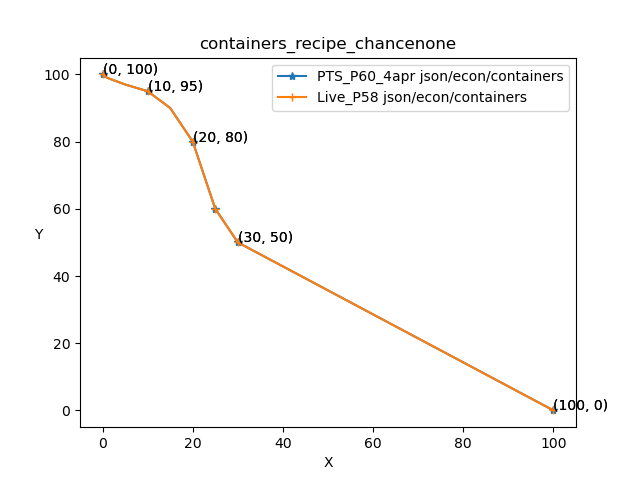 containers_recipe_chancenone
PTS_P60_4apr json/econ/containers
Live_P58 json/econ/containers
(0, 100)
(10, 95)
(20, 80)
(30, 50)
(100, 0)
100
80
60
40
20
0
Y
0 20 40 60 80 100
X